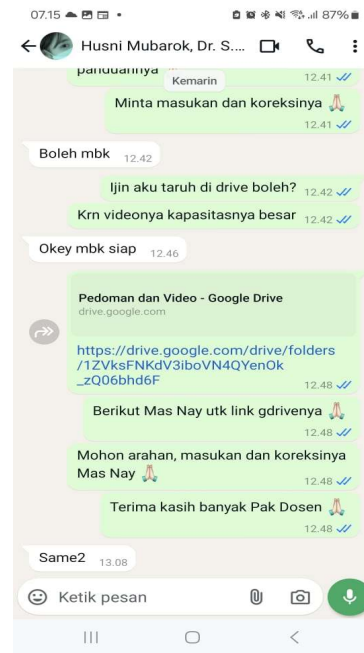 07.15
87%
Husni Mubarok, Dr. S....
panduannya
12.41
Kemarin
Minta masukan dan koreksinya 🙏
12.41
Boleh mbk 12.42
Ijin aku taruh di drive boleh? 12.42
Krn videonya kapasitasnya besar 12.42
Okey mbk siap 12.46
Pedoman dan Video - Google Drive
drive.google.com
https://drive.google.com/drive/folders
/1ZVksFNKdV3iboVN4QYenOk
_zQ06bhd6F
12.48
Berikut Mas Nay utk link gdrivenya 🙏
12.48
Mohon arahan, masukan dan koreksinya
Mas Nay 🙏
12.48
Terima kasih banyak Pak Dosen 🙏
12.48
Same2 13.08
Ketik pesan